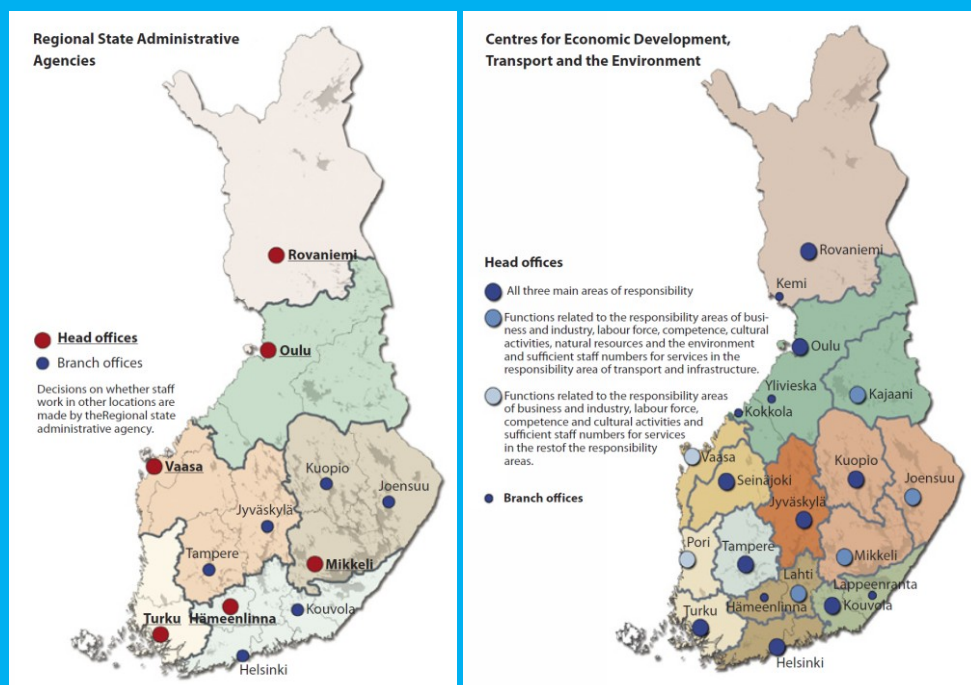 Regional State Administrative
Agencies
Rovaniemi
Head offices
Branch offices
Decisions on whether staff
work in other locations are
made by theRegional state
administrative agency.
Oulu
Vaasa
Kuopio
Joensuu
Jyväskylä
Tampere
Mikkeli
Kouvola
Turku
Hämeenlinna
Helsinki
Centres for Economic Development,
Transport and the Environment
Rovaniemi
Kemi
Head offices
All three main areas of responsibility
Functions related to the responsibility areas of busi-
ness and industry, labour force, competence, cultural
activities, natural resources and the environment
and sufficient staff numbers for services in the
responsibility area of transport and infrastructure.
Functions related to the responsibility areas
of business and industry, labour force,
competence and cultural activities and
sufficient staff numbers for services
in the restof the responsibility
areas.
Branch offices
Oulu
Ylivieska
Kajaani
Kokkola
Vaasa
Seinäjoki
Kuopio
Joensuu
Jyväskylä
Pori
Tampere
Mikkeli
Lahti
Lappeenranta
Hämeenlinna
Kouvola
Turku
Helsinki